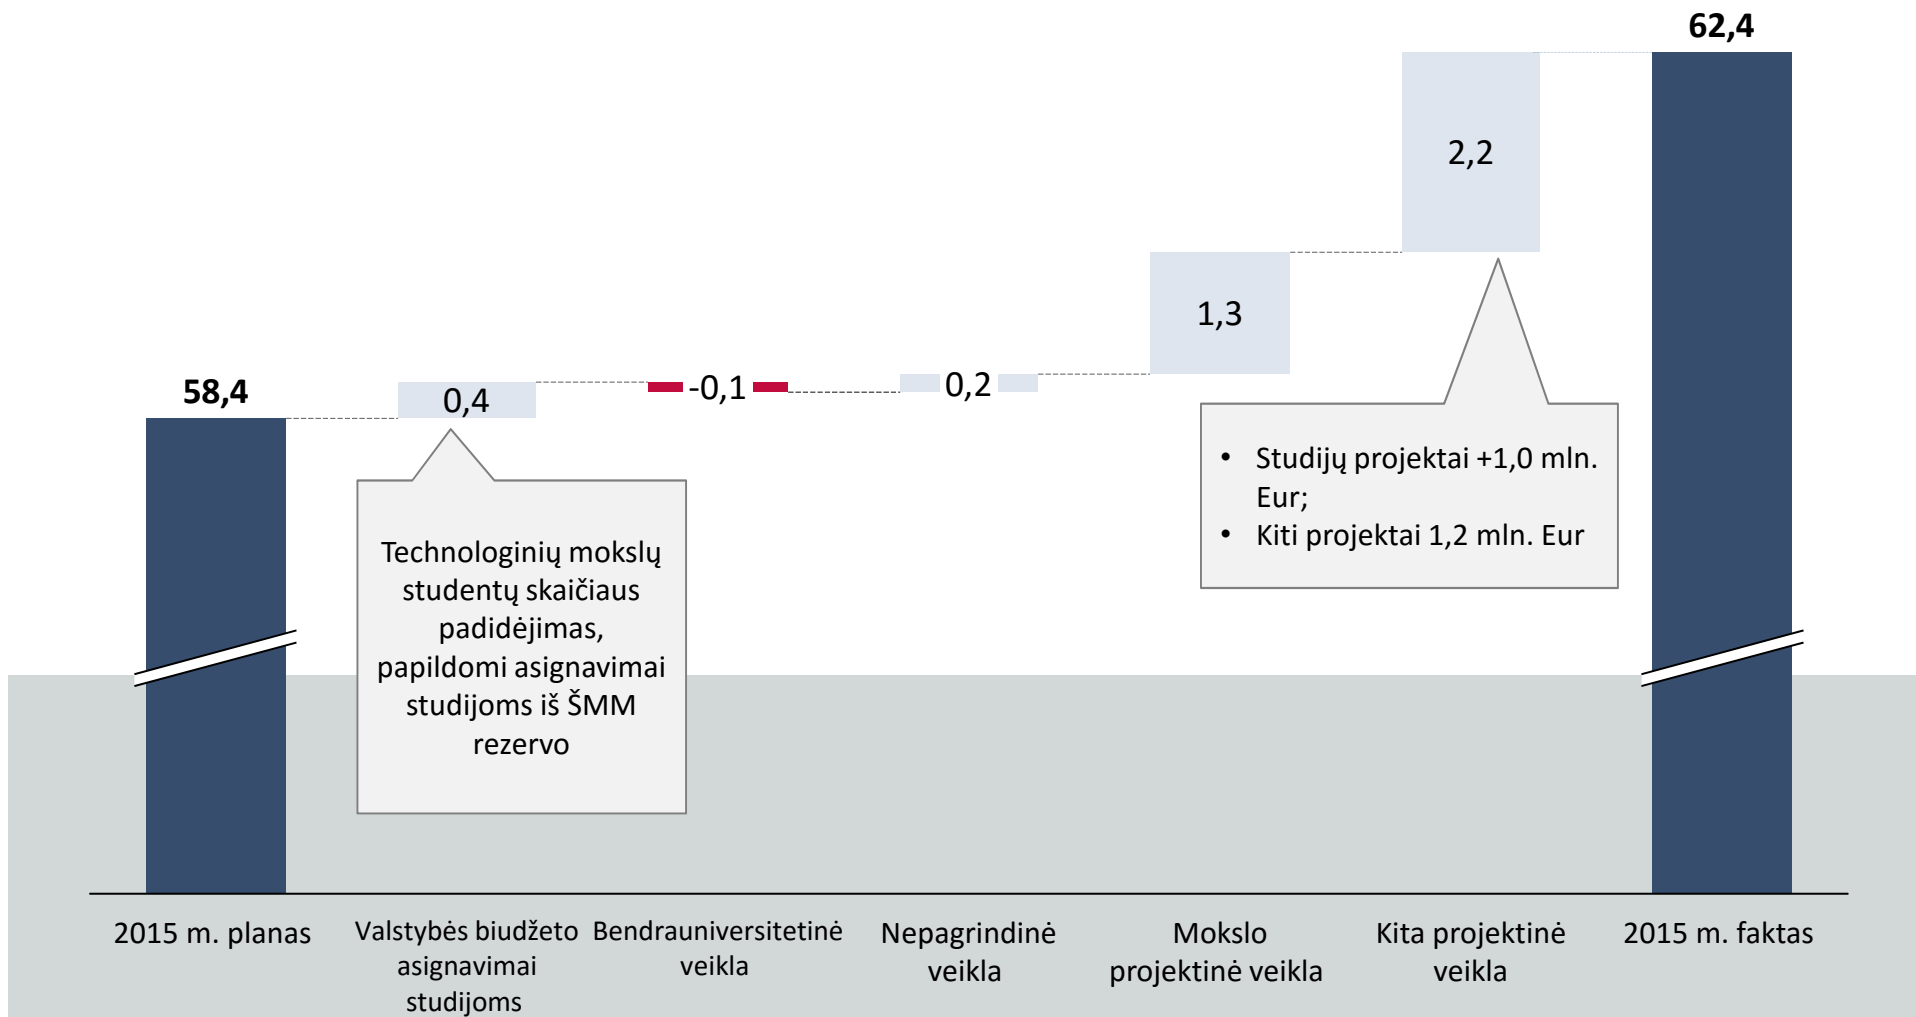 62,4
2,2
1,3
58,4
0,4
-0,1
0,2
• Studijų projektai +1,0 mln.
Eur;
• Kiti projektai 1,2 mln. Eur
Technologinių mokslų
studentų skaičiaus
padidėjimas,
papildomi asignavimai
studijoms iš ŠMM
rezervo
2015 m. planas
Valstybės biudžeto
asignavimai
studijoms
Bendrauniversitetinė
veikla
Nepagrindinė
veikla
Mokslo
projektinė veikla
Kita projektinė
veikla
2015 m. faktas